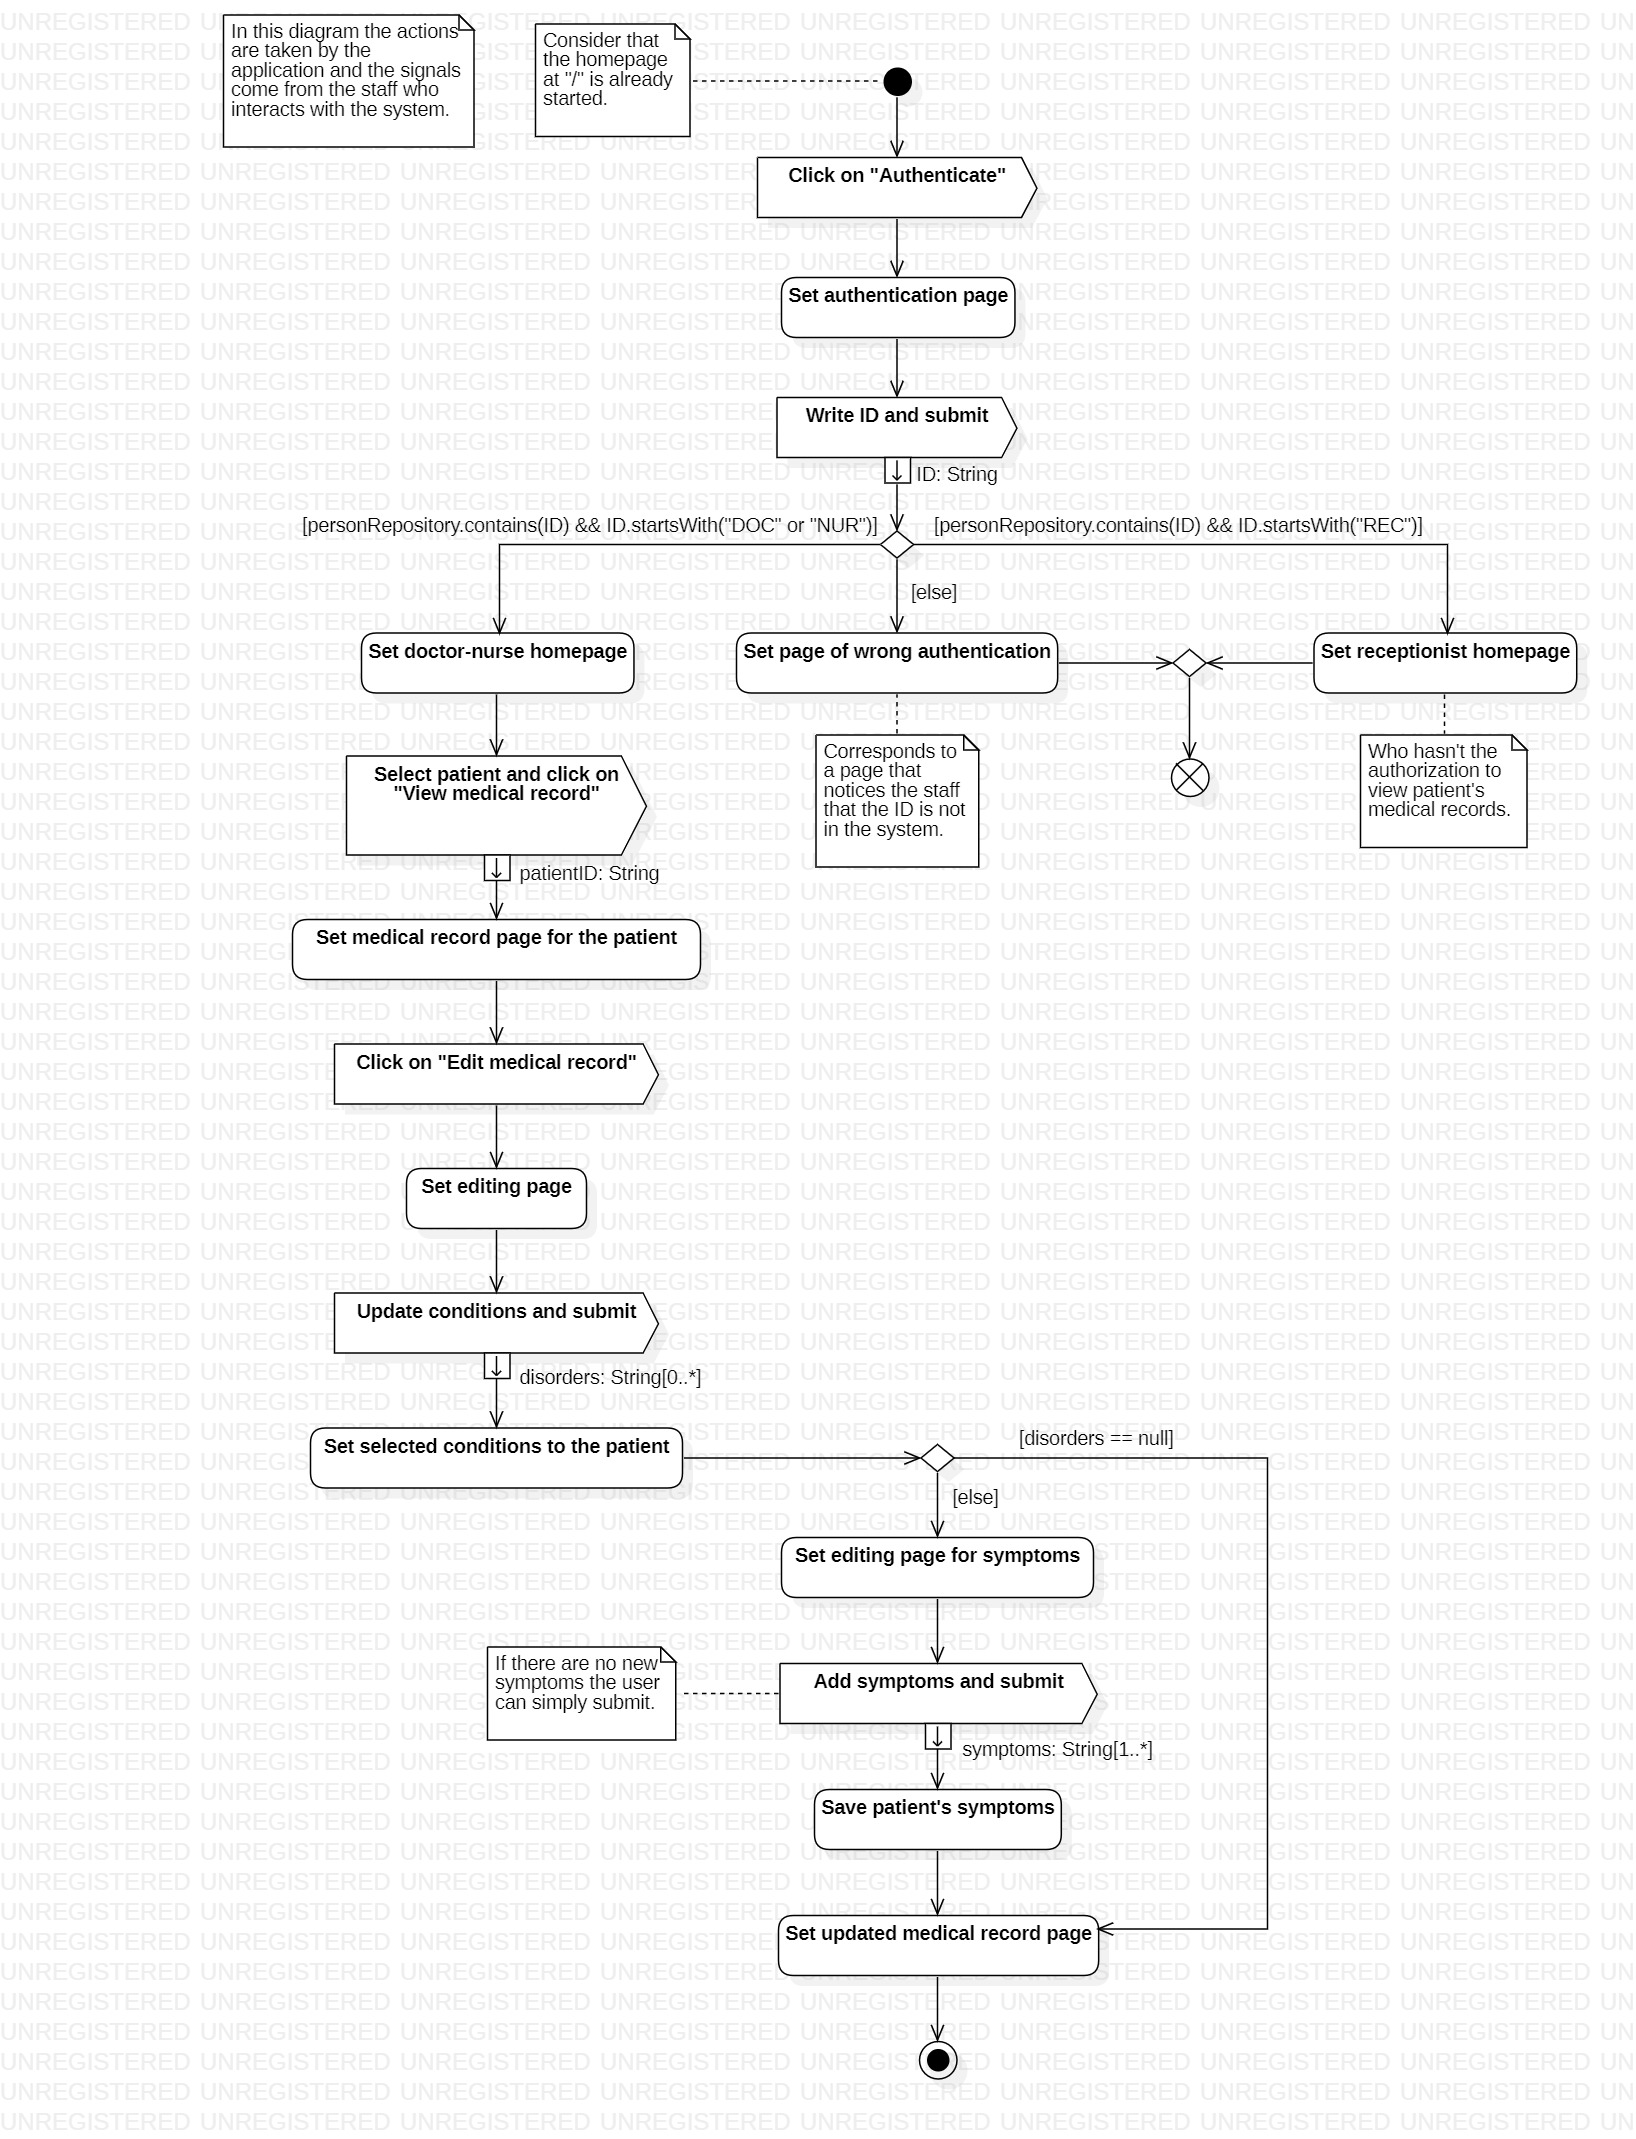 In this diagram the actions
are taken by the
application and the signals
come from the staff who
interacts with the system.
Consider that
the homepage
at "/" is already
started.
Click on "Authenticate"
Set authentication page
Write ID and submit
ID: String
[personRepository.contains(ID) && ID.startsWith("DOC" or "NUR")]
[personRepository.contains(ID) && ID.startsWith("REC")]
[else]
Set doctor-nurse homepage
Set page of wrong authentication
Set receptionist homepage
Corresponds to
a page that
notices the staff
that the ID is not
in the system.
Who hasn't the
authorization to
view patient's
medical records.
Select patient and click on
"View medical record"
patientID: String
Set medical record page for the patient
Click on "Edit medical record"
Set editing page
Update conditions and submit
disorders: String[0..*]
Set selected conditions to the patient
[disorders == null]
[else]
Set editing page for symptoms
If there are no new
symptoms the user
can simply submit.
Add symptoms and submit
symptoms: String[1..*]
Save patient's symptoms
Set updated medical record page
UNREGISTERED